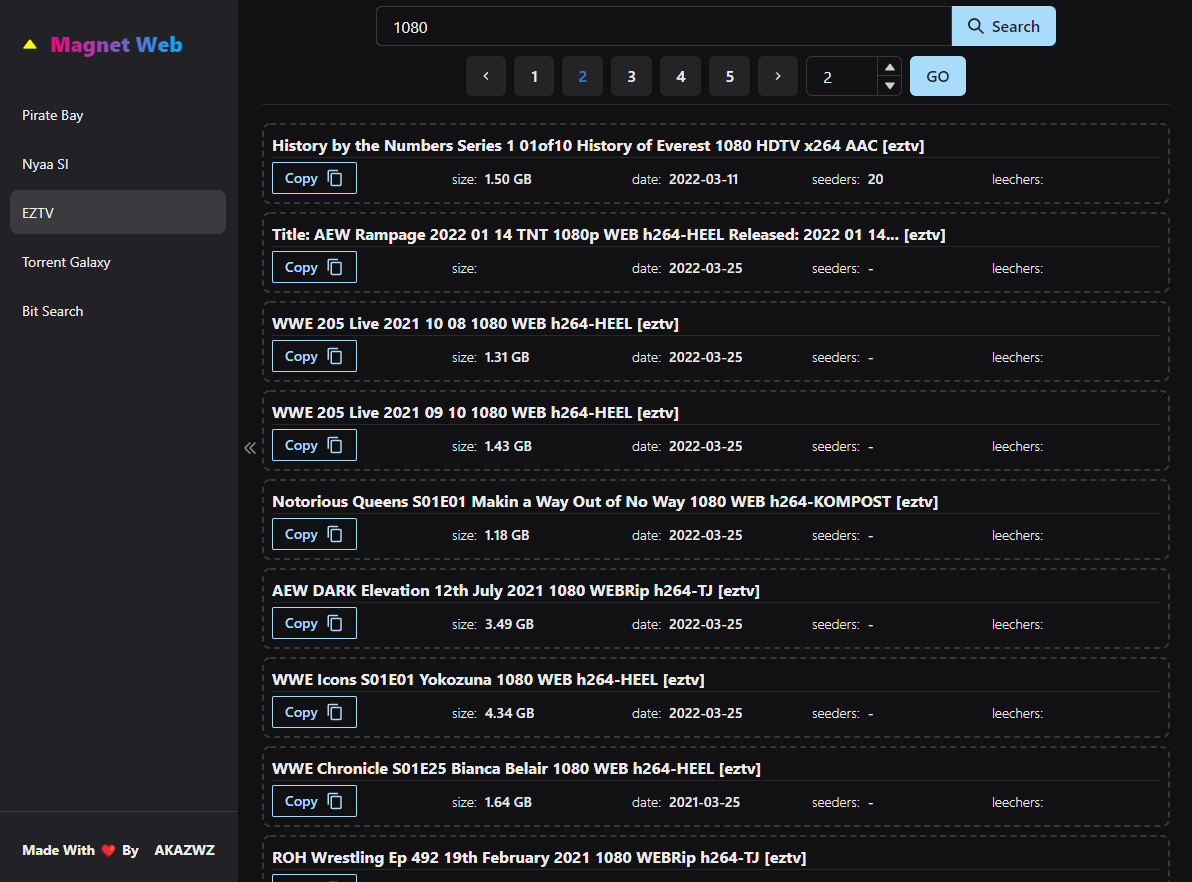 Magnet Web
Pirate Bay
Nyaa SI
EZTV
Torrent Galaxy
Bit Search
Made With ❤️ By AKAZWZ
1080
Search
1 2 3 4 5 2 GO
History by the Numbers Series 1 01of10 History of Everest 1080 HDTV x264 AAC [eztv]
Copy size: 1.50 GB date: 2022-03-11 seeders: 20 leechers:
Title: AEW Rampage 2022 01 14 TNT 1080p WEB h264-HEEL Released: 2022 01 14... [eztv]
Copy size: date: 2022-03-25 seeders: - leechers:
WWE 205 Live 2021 10 08 1080 WEB h264-HEEL [eztv]
Copy size: 1.31 GB date: 2022-03-25 seeders: - leechers:
WWE 205 Live 2021 09 10 1080 WEB h264-HEEL [eztv]
Copy size: 1.43 GB date: 2022-03-25 seeders: - leechers:
Notorious Queens S01E01 Makin a Way Out of No Way 1080 WEB h264-KOMPOST [eztv]
Copy size: 1.18 GB date: 2022-03-25 seeders: - leechers:
AEW DARK Elevation 12th July 2021 1080 WEBRip h264-TJ [eztv]
Copy size: 3.49 GB date: 2022-03-25 seeders: - leechers:
WWE Icons S01E01 Yokozuna 1080 WEB h264-HEEL [eztv]
Copy size: 4.34 GB date: 2022-03-25 seeders: - leechers:
WWE Chronicle S01E25 Bianca Belair 1080 WEB h264-HEEL [eztv]
Copy size: 1.64 GB date: 2021-03-25 seeders: - leechers:
ROH Wrestling Ep 492 19th February 2021 1080 WEBRip h264-TJ [eztv]